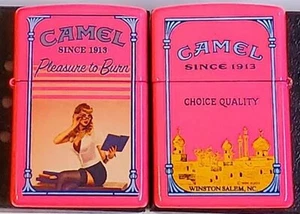 CAMEL
SINCE 1913
Pleasure to Burn
CAMEL
SINCE 1913
CHOICE QUALITY
WINSTON SALEM, NC